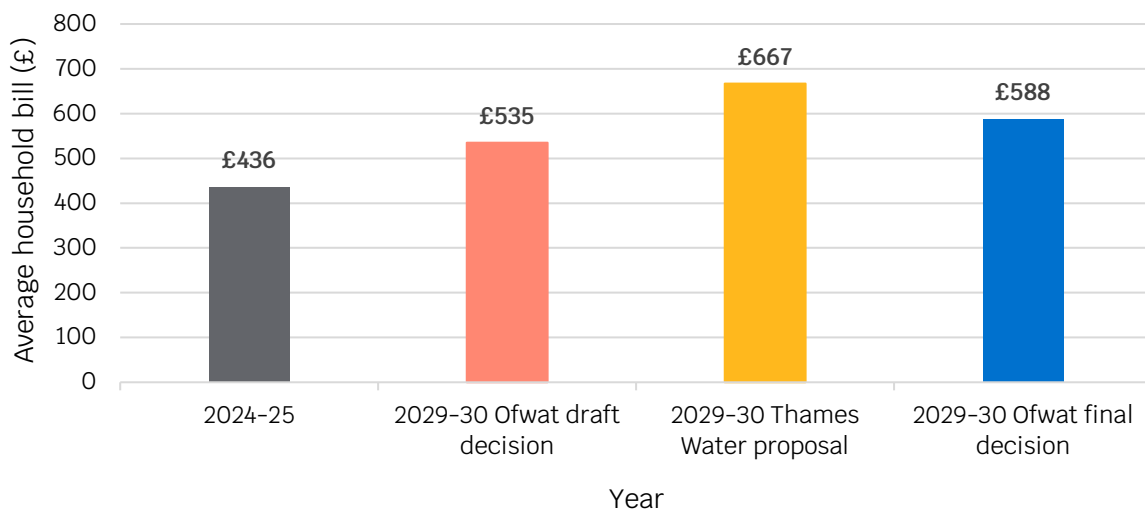 Average household bill (£)
800
700
600
500
400
300
200
100
0
£436
£535
£667
£588
2024-25
2029-30 Ofwat draft
decision
2029-30 Thames
Water proposal
2029-30 Ofwat final
decision
Year